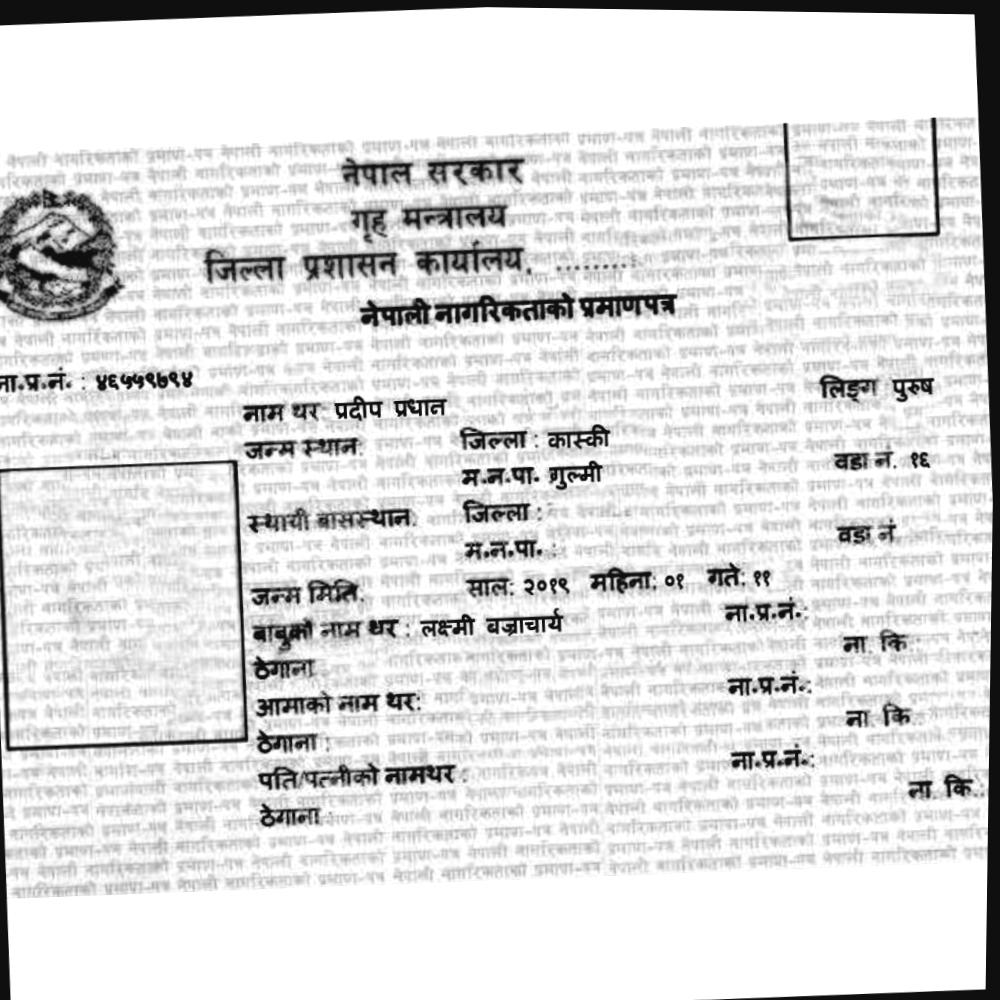 नेपाल सरकार
गृह मन्त्रालय
जिल्ला प्रशासन कार्यालय, .........
नेपाली नागरिकताको प्रमाणपत्र
ना.प्र.नं. : ४६५५९७९४
लिङ्ग पुरुष
नाम थर: प्रदीप प्रधान
जन्म स्थान: जिल्ला : कास्की
म.न.पा. गुल्मी वडा नं. १६
स्थायी बासस्थान: जिल्ला :
म.न.पा. : वडा नं.
जन्म मिति: साल: २०१९ महिना: ०१ गते: ११
बाबुको नाम थर : लक्ष्मी बज्राचार्य ना.प्र.नं.:
ठेगाना ना. कि.:
आमाको नाम थर: ना.प्र.नं.:
ठेगाना : ना. कि.:
पति/पत्नीको नामथर : ना.प्र.नं.:
ठेगाना : ना. कि.: